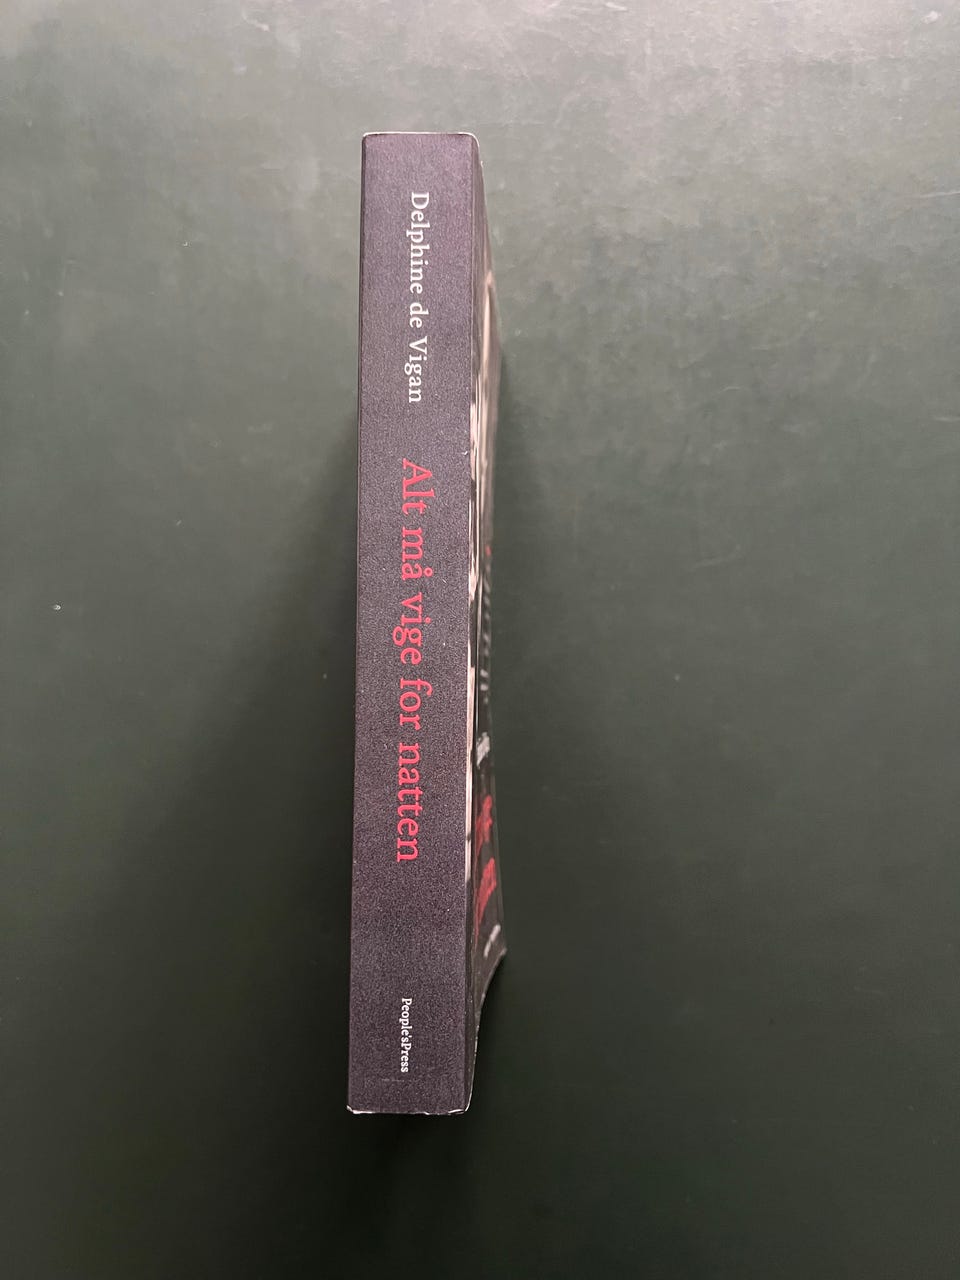 Delphine de Vigan
Alt må vige for natten
People'sPress